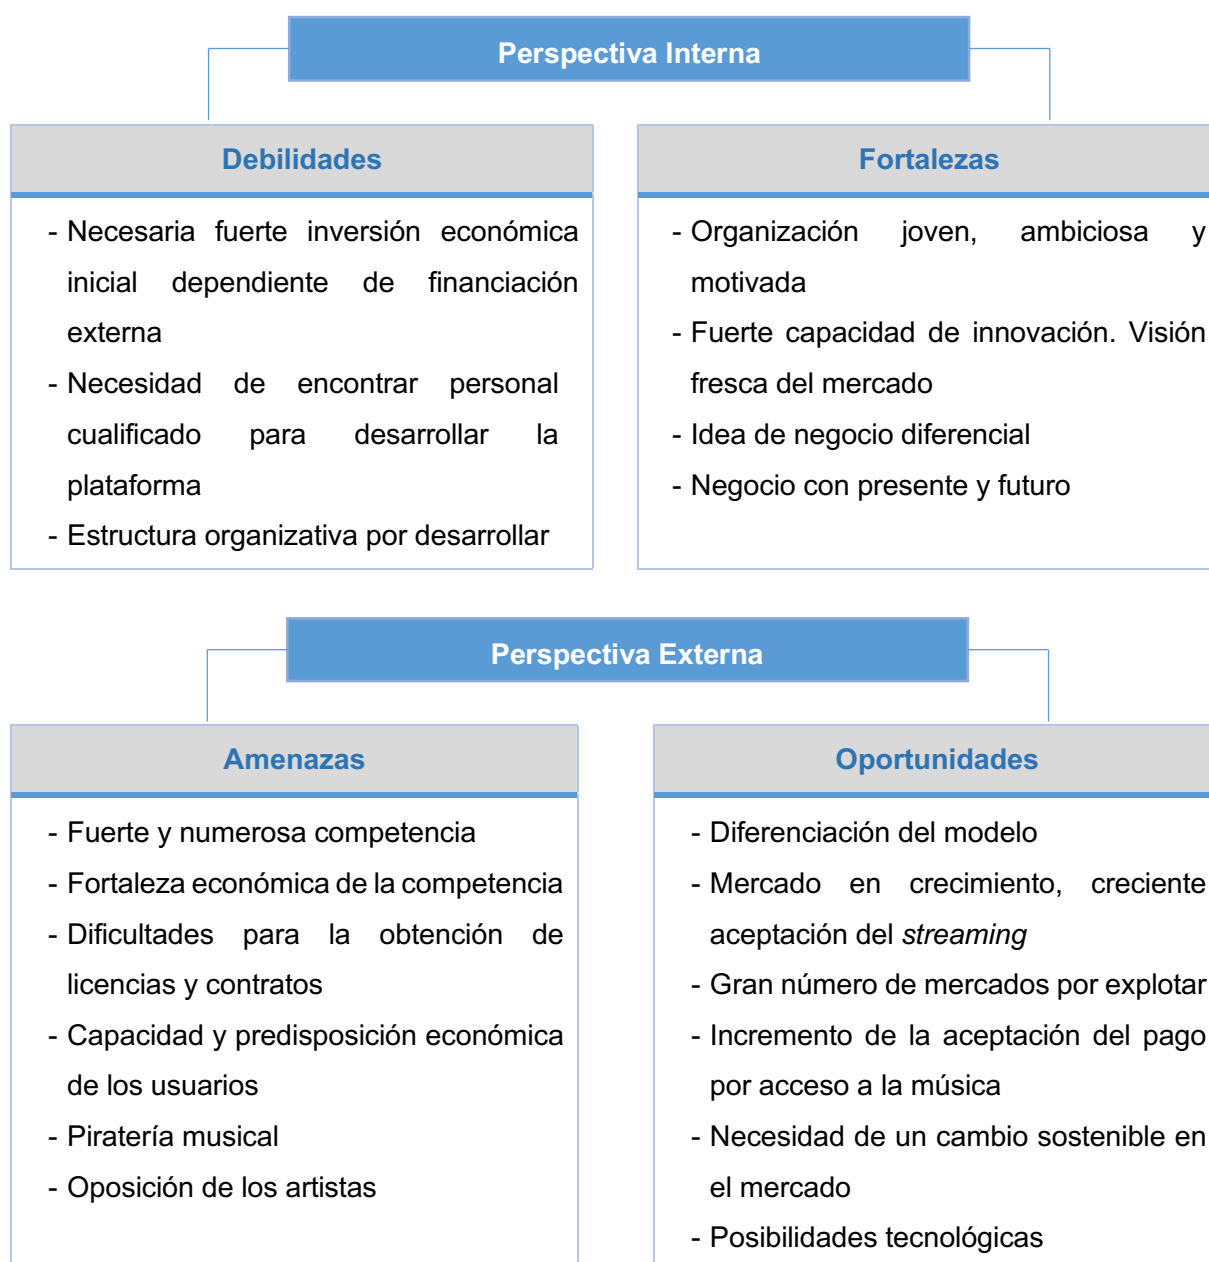 Perspectiva Interna
Debilidades
- Necesaria fuerte inversión económica
inicial dependiente de financiación
externa
- Necesidad de encontrar personal
cualificado para desarrollar la
plataforma
- Estructura organizativa por desarrollar
Fortalezas
- Organización joven, ambiciosa y
motivada
- Fuerte capacidad de innovación. Visión
fresca del mercado
- Idea de negocio diferencial
- Negocio con presente y futuro
Perspectiva Externa
Amenazas
- Fuerte y numerosa competencia
- Fortaleza económica de la competencia
- Dificultades para la obtención de
licencias y contratos
- Capacidad y predisposición económica
de los usuarios
- Piratería musical
- Oposición de los artistas
Oportunidades
- Diferenciación del modelo
- Mercado en crecimiento, creciente
aceptación del streaming
- Gran número de mercados por explotar
- Incremento de la aceptación del pago
por acceso a la música
- Necesidad de un cambio sostenible en
el mercado
- Posibilidades tecnológicas